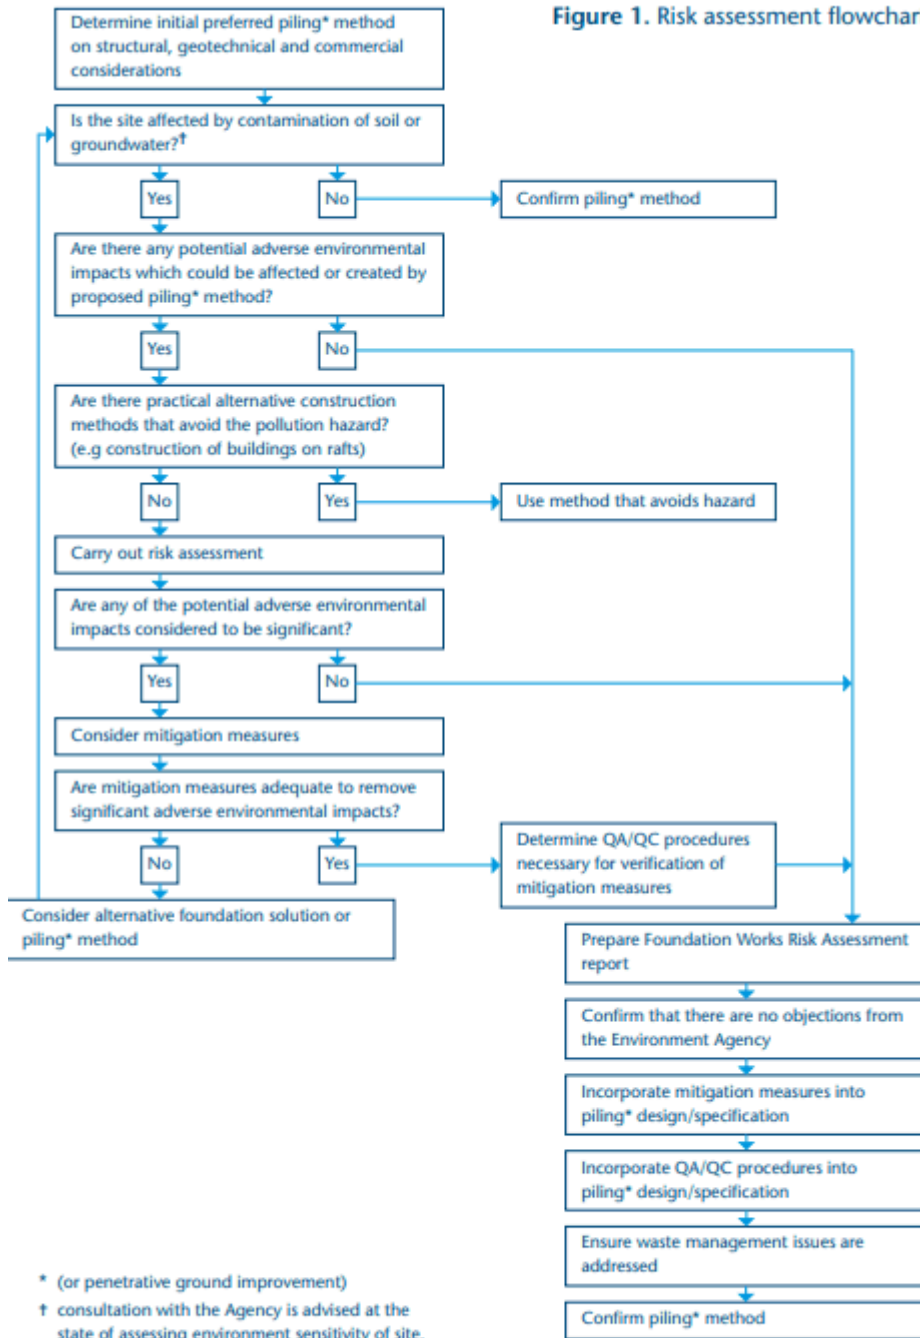 Figure 1. Risk assessment flowchar
Determine initial preferred piling* method
on structural, geotechnical and commercial
considerations
Is the site affected by contamination of soil or
groundwater?†
Yes
No
Confirm piling* method
Are there any potential adverse environmental
impacts which could be affected or created by
proposed piling* method?
Yes
No
Are there practical alternative construction
methods that avoid the pollution hazard?
(e.g construction of buildings on rafts)
No
Yes
Use method that avoids hazard
Carry out risk assessment
Are any of the potential adverse environmental
impacts considered to be significant?
Yes
No
Consider mitigation measures
Are mitigation measures adequate to remove
significant adverse environmental impacts?
No
Yes
Determine QA/QC procedures
necessary for verification of
mitigation measures
Consider alternative foundation solution or
piling* method
Prepare Foundation Works Risk Assessment
report
Confirm that there are no objections from
the Environment Agency
Incorporate mitigation measures into
piling* design/specification
Incorporate QA/QC procedures into
piling* design/specification
Ensure waste management issues are
addressed
Confirm piling* method
* (or penetrative ground improvement)
† consultation with the Agency is advised at the
state of assessing environment sensitivity of site.